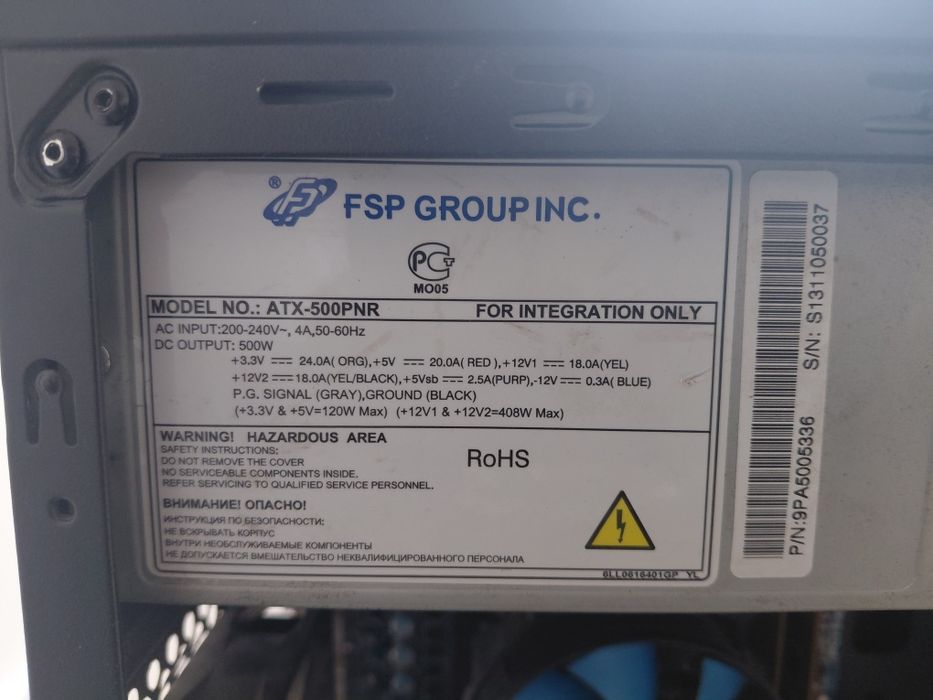 ® FSP GROUP INC.
PCT
MO05
MODEL NO.: ATX-500PNR FOR INTEGRATION ONLY
AC INPUT:200-240V~, 4A,50-60Hz
DC OUTPUT: 500W
+3.3V ⎓ 24.0A( ORG),+5V ⎓ 20.0A( RED ),+12V1 ⎓ 18.0A(YEL)
+12V2 ⎓ 18.0A(YEL/BLACK),+5Vsb ⎓ 2.5A(PURP),-12V ⎓ 0.3A( BLUE)
P.G. SIGNAL (GRAY),GROUND (BLACK)
(+3.3V & +5V=120W Max) (+12V1 & +12V2=408W Max)
WARNING! HAZARDOUS AREA
SAFETY INSTRUCTIONS:
DO NOT REMOVE THE COVER
NO SERVICEABLE COMPONENTS INSIDE.
REFER SERVICING TO QUALIFIED SERVICE PERSONNEL.
RoHS
ВНИМАНИЕ! ОПАСНО!
ИНСТРУКЦИЯ ПО БЕЗОПАСНОСТИ:
НЕ ВСКРЫВАТЬ КОРПУС
ВНУТРИ НЕОБСЛУЖИВАЕМЫЕ КОМПОНЕНТЫ
НЕ ДОПУСКАЕТСЯ ВМЕШАТЕЛЬСТВО НЕКВАЛИФИЦИРОВАННОГО ПЕРСОНАЛА
6LL0616401GP YL
S/N: S1311050037
P/N:9PA5005336